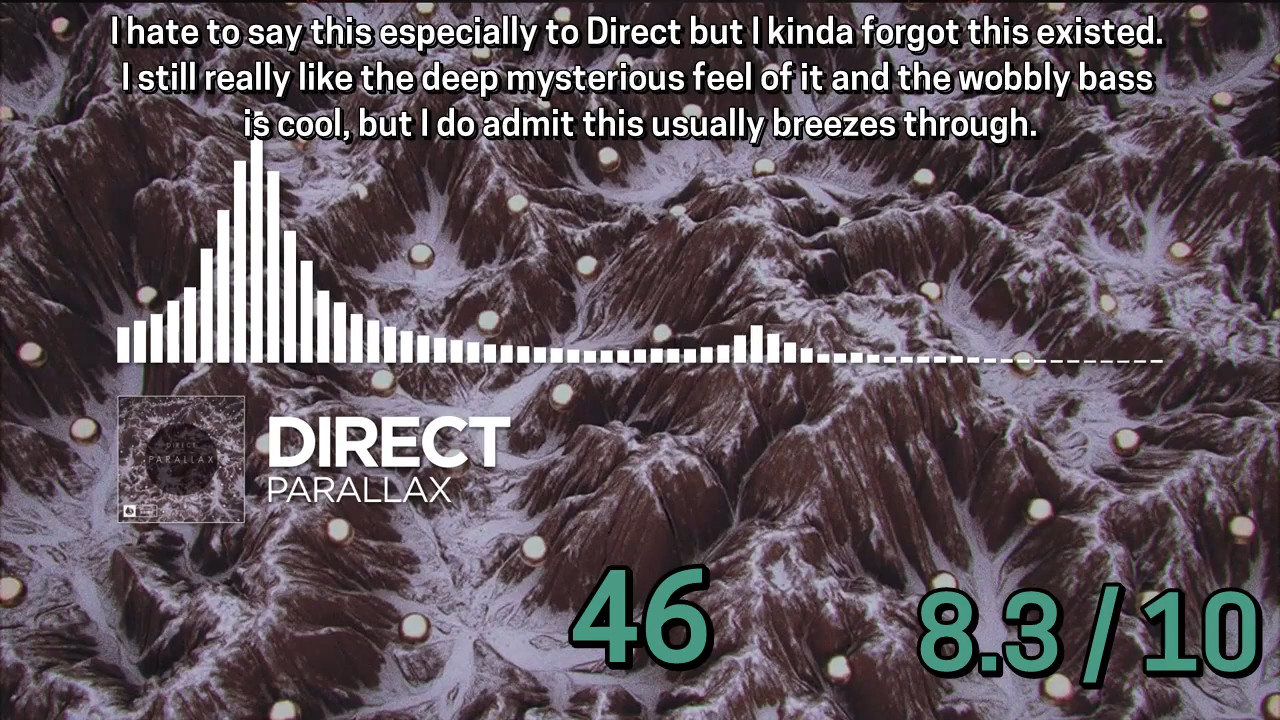 I hate to say this especially to Direct but I kinda forgot this existed.
I still really like the deep mysterious feel of it and the wobbly bass
is cool, but I do admit this usually breezes through.
DIRECT
PARALLAX
DIRECT
PARALLAX
46
8.3 / 10